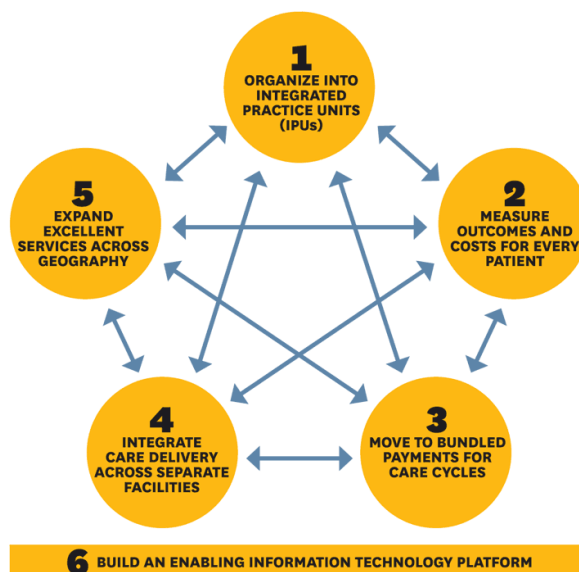 1
ORGANIZE INTO
INTEGRATED
PRACTICE UNITS
(IPUs)
2
MEASURE
OUTCOMES AND
COSTS FOR EVERY
PATIENT
3
MOVE TO BUNDLED
PAYMENTS FOR
CARE CYCLES
4
INTEGRATE
CARE DELIVERY
ACROSS SEPARATE
FACILITIES
5
EXPAND
EXCELLENT
SERVICES ACROSS
GEOGRAPHY
6 BUILD AN ENABLING INFORMATION TECHNOLOGY PLATFORM